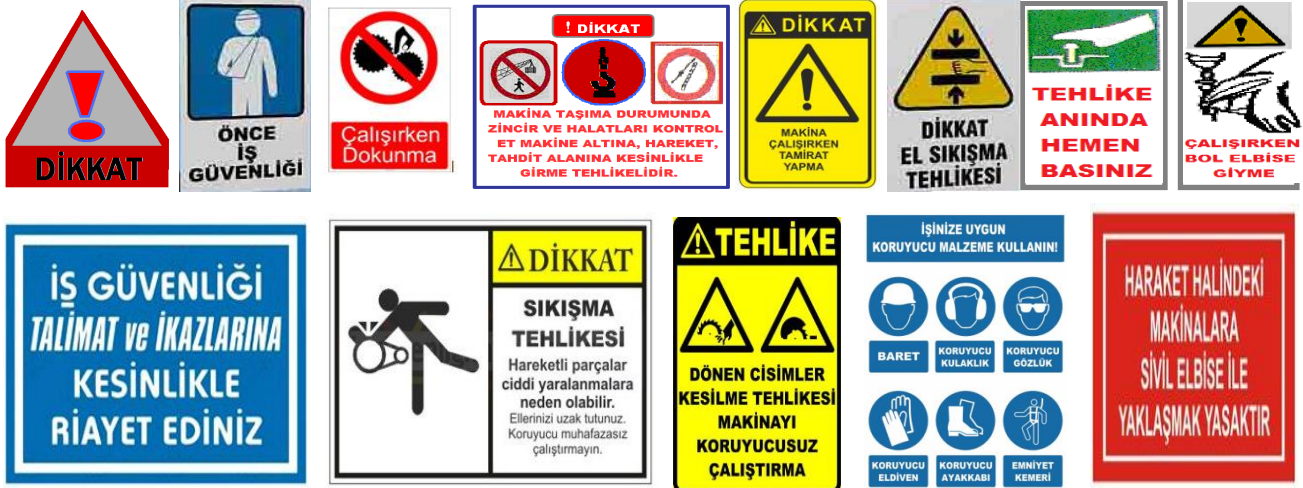 DİKKAT
ÖNCE
İŞ
GÜVENLİĞİ
Çalışırken
Dokunma
! DİKKAT
MAKİNA TAŞIMA DURUMUNDA
ZİNCİR VE HALATLARI KONTROL
ET MAKİNE ALTINA, HAREKET,
TAHDİT ALANINA KESİNLİKLE
GİRME TEHLİKELİDİR.
DİKKAT
MAKİNA
ÇALIŞIRKEN
TAMİRAT
YAPMA
DİKKAT
EL SIKIŞMA
TEHLİKESİ
TEHLİKE
ANINDA
HEMEN
BASINIZ
ÇALIŞIRKEN
BOL ELBİSE
GİYME
İŞ GÜVENLİĞİ
TALİMAT ve İKAZLARINA
KESİNLİKLE
RİAYET EDİNİZ
DİKKAT
SIKIŞMA
TEHLİKESİ
Hareketli parçalar
ciddi yaralanmalara
neden olabilir.
Ellerinizi uzak tutunuz.
Koruyucu muhafazasız
çalıştırmayın.
TEHLİKE
DÖNEN CİSİMLER
KESİLME TEHLİKESİ
MAKİNAYI
KORUYUCUSUZ
ÇALIŞTIRMA
İŞİNİZE UYGUN
KORUYUCU MALZEME KULLANIN!
BARET
KORUYUCU
KULAKLIK
KORUYUCU
GÖZLÜK
KORUYUCU
ELDİVEN
KORUYUCU
AYAKKABI
EMNİYET
KEMERİ
HARAKET HALİNDEKİ
MAKİNALARA
SİVİL ELBİSE İLE
YAKLAŞMAK YASAKTIR